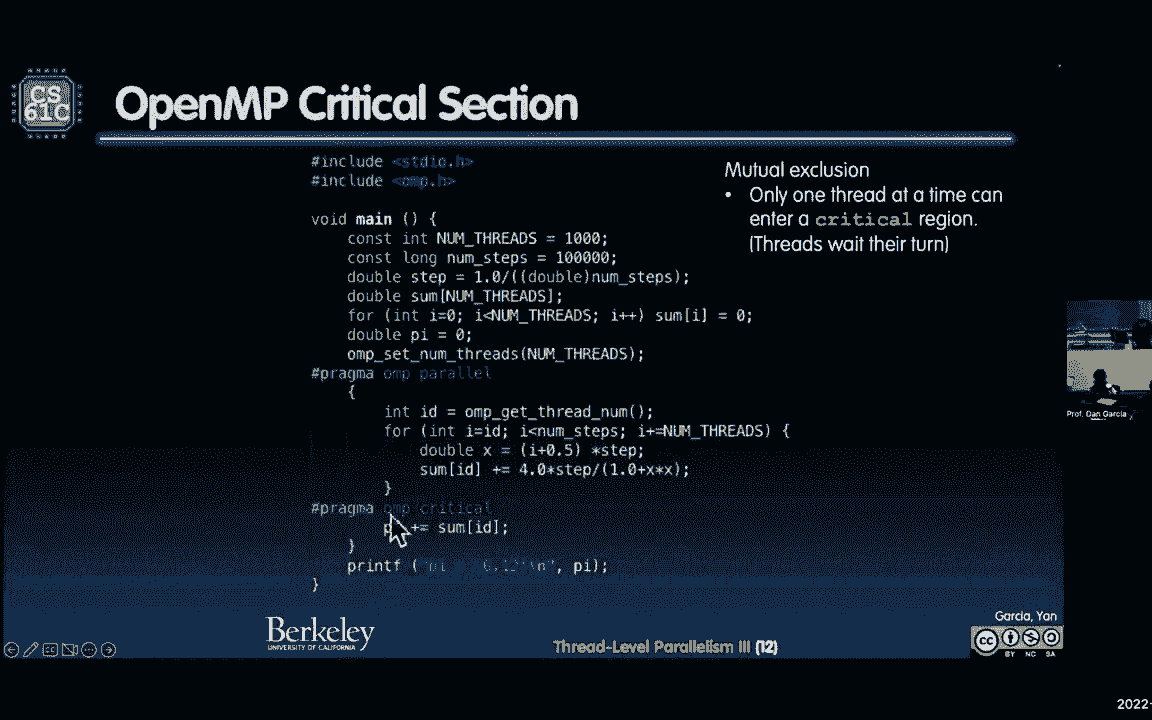 CS
61C
OpenMP Critical Section
#include <stdio.h>
#include <omp.h>
void main () {
const int NUM_THREADS = 1000;
const long num_steps = 100000;
double step = 1.0/((double)num_steps);
double sum[NUM_THREADS];
for (int i=0; i<NUM_THREADS; i++) sum[i] = 0;
double pi = 0;
omp_set_num_threads(NUM_THREADS);
#pragma omp parallel
{
int id = omp_get_thread_num();
for (int i=id; i<num_steps; i+=NUM_THREADS) {
double x = (i+0.5) *step;
sum[id] += 4.0*step/(1.0+x*x);
}
#pragma omp critical
+= sum[id];
}
printf ( \n", pi);
}
Mutual exclusion
• Only one thread at a time can
enter a critical region.
(Threads wait their turn)
Prof. Dan Garcia
Berkeley
UNIVERSITY OF CALIFORNIA
Thread-Level Parallelism III (12)
Garcia, Yan
cc
BY NC SA
2022-